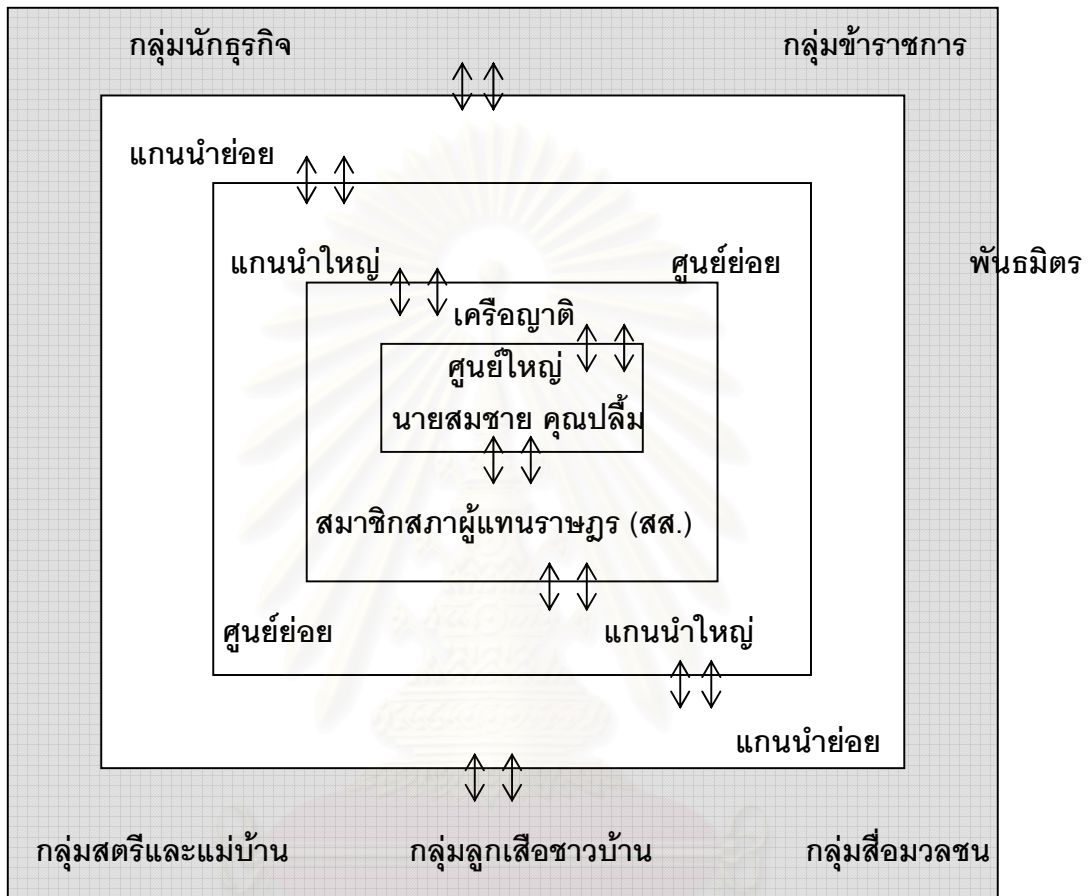 กลุ่มนักธุรกิจ กลุ่มข้าราชการ
แกนนำย่อย
แกนนำใหญ่ ศูนย์ย่อย พันธมิตร
เครือญาติ
ศูนย์ใหญ่
นายสมชาย คุณปลื้ม
สมาชิกสภาผู้แทนราษฎร (สส.)
ศูนย์ย่อย แกนนำใหญ่
แกนนำย่อย
กลุ่มสตรีและแม่บ้าน กลุ่มลูกเสือชาวบ้าน กลุ่มสื่อมวลชน